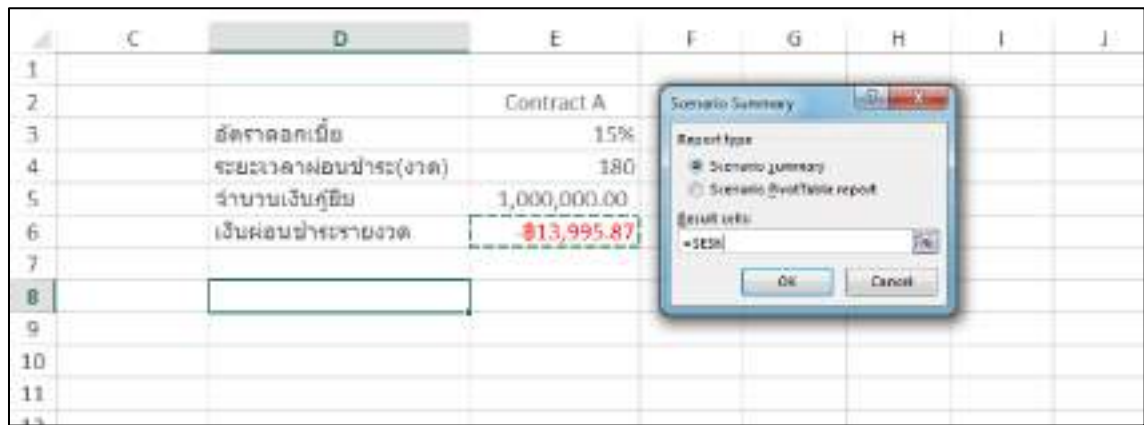 C D E F G H I J
1
2 Contract A
3 อัตราดอกเบี้ย 15%
4 ระยะเวลาผ่อนชำระ(งวด) 180
5 จำนวนเงินกู้ยืม 1,000,000.00
6 เงินผ่อนชำระรายงวด -฿13,995.87
7
8
9
10
11
Scenario Summary
Report type
Scenario summary
Scenario PivotTable report
Result cells:
=$E$6
OK Cancel